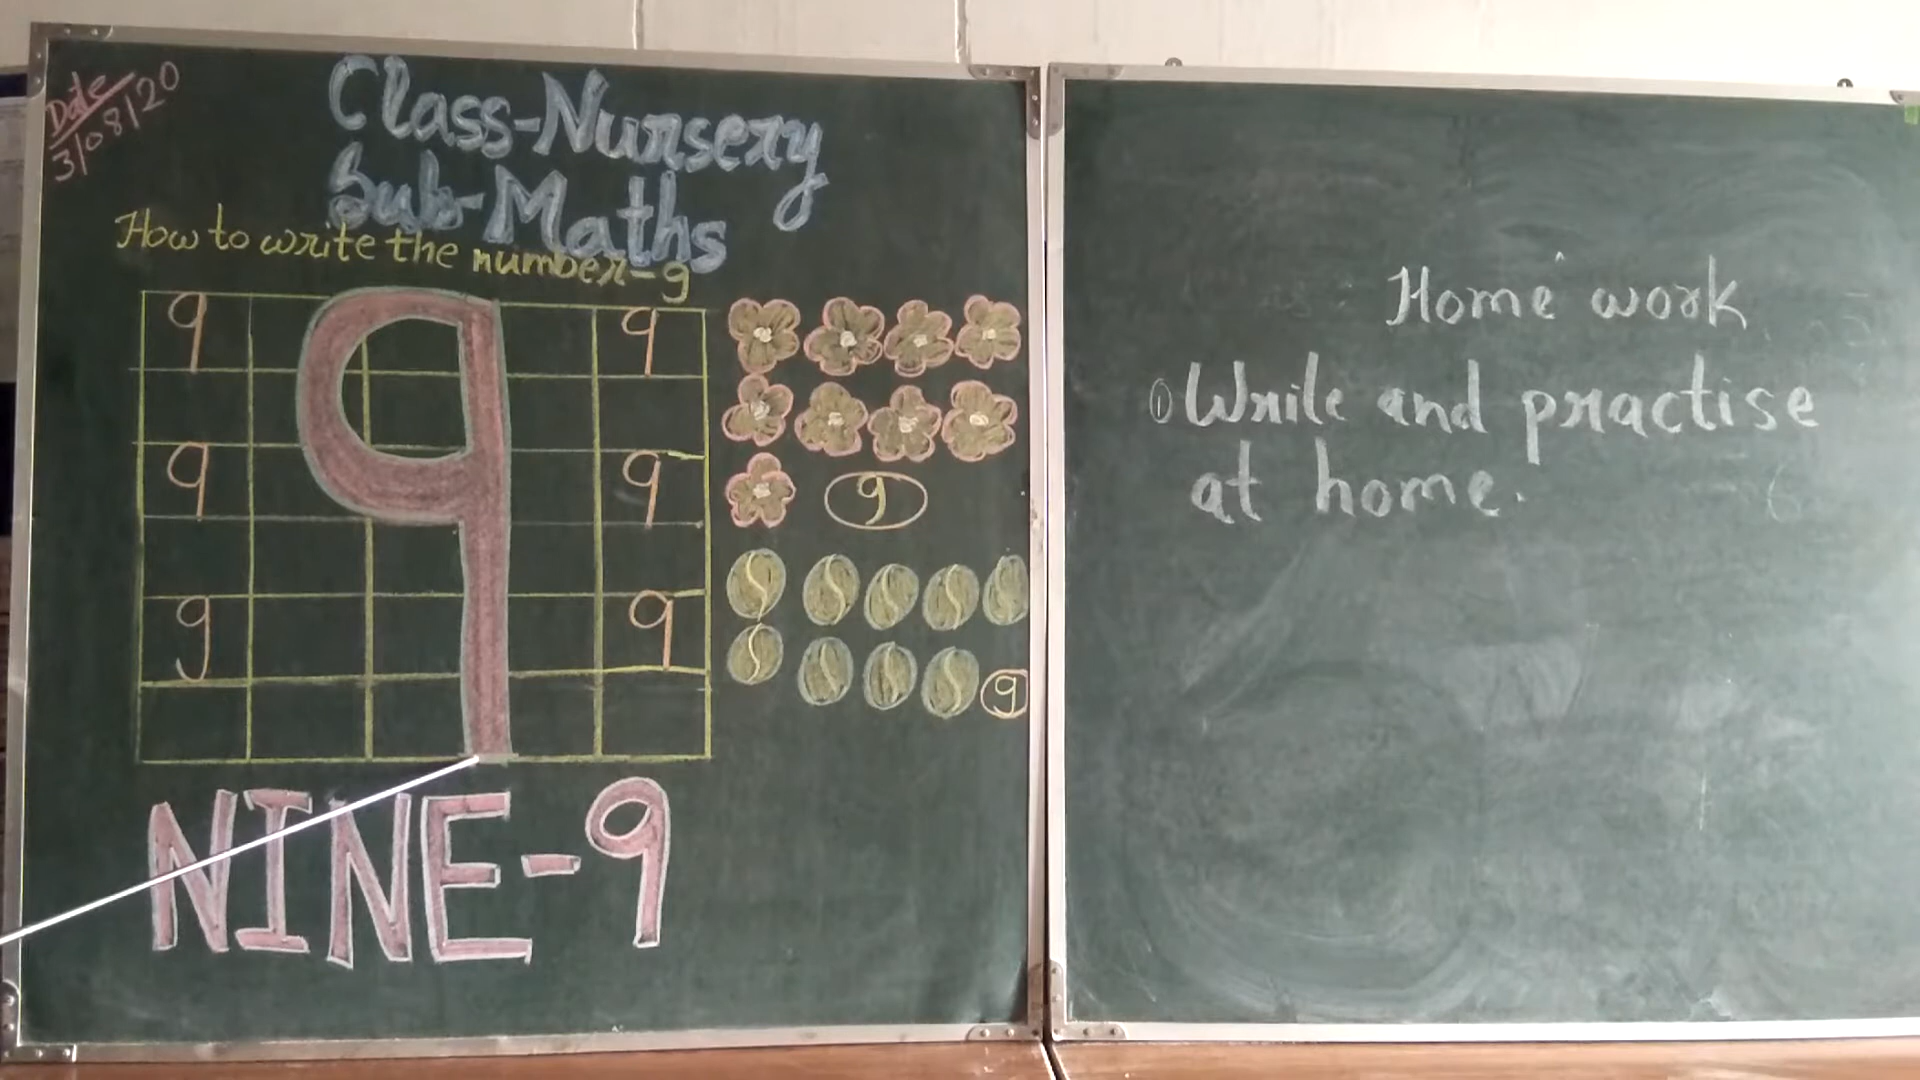 Date
3/08/20
Class-Nursery
Sub-Maths
How to write the number-9
9 9 9
9 9
9 9
9
9
NINE-9
Home work
① Write and practise
at home.